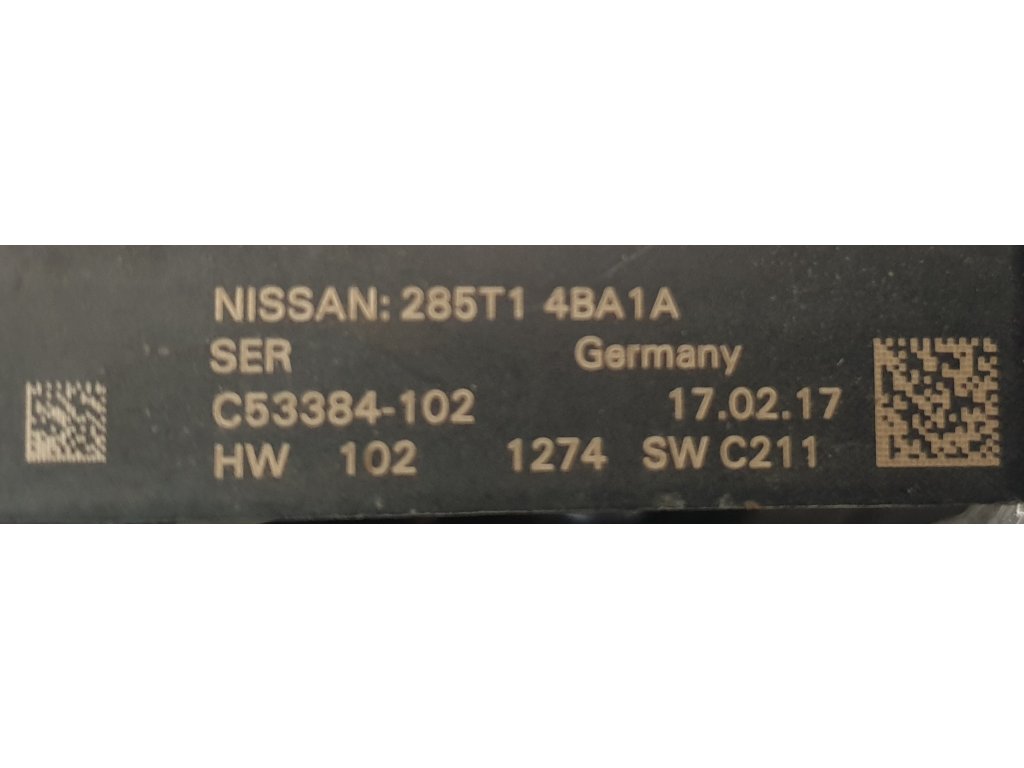 NISSAN: 285T1 4BA1A
SER Germany
C53384-102 17.02.17
HW 102 1274 SW C211